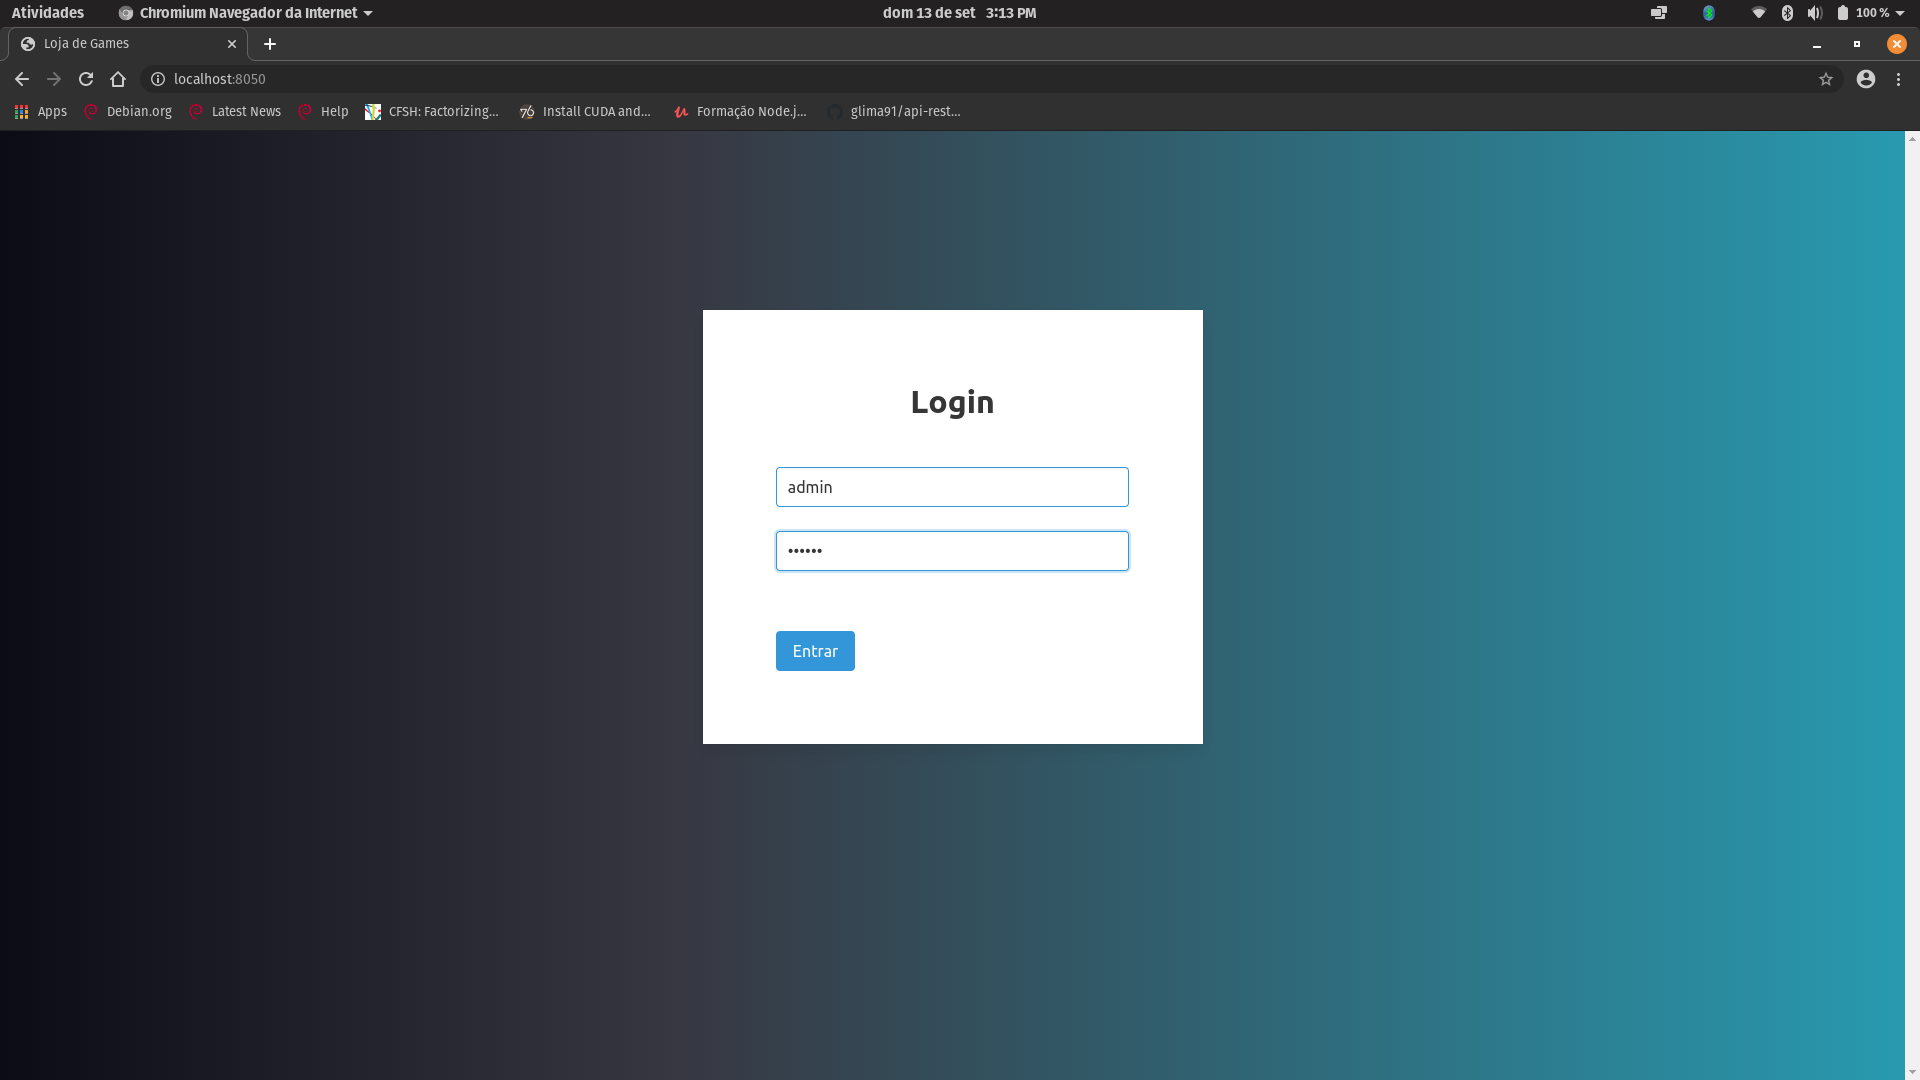 Atividades Chromium Navegador da Internet dom 13 de set 3:13 PM 100 %
Loja de Games
localhost:8050
Apps Debian.org Latest News Help CFSH: Factorizing... Install CUDA and... Formação Node.j... glima91/api-rest...
Login
admin
••••••
Entrar